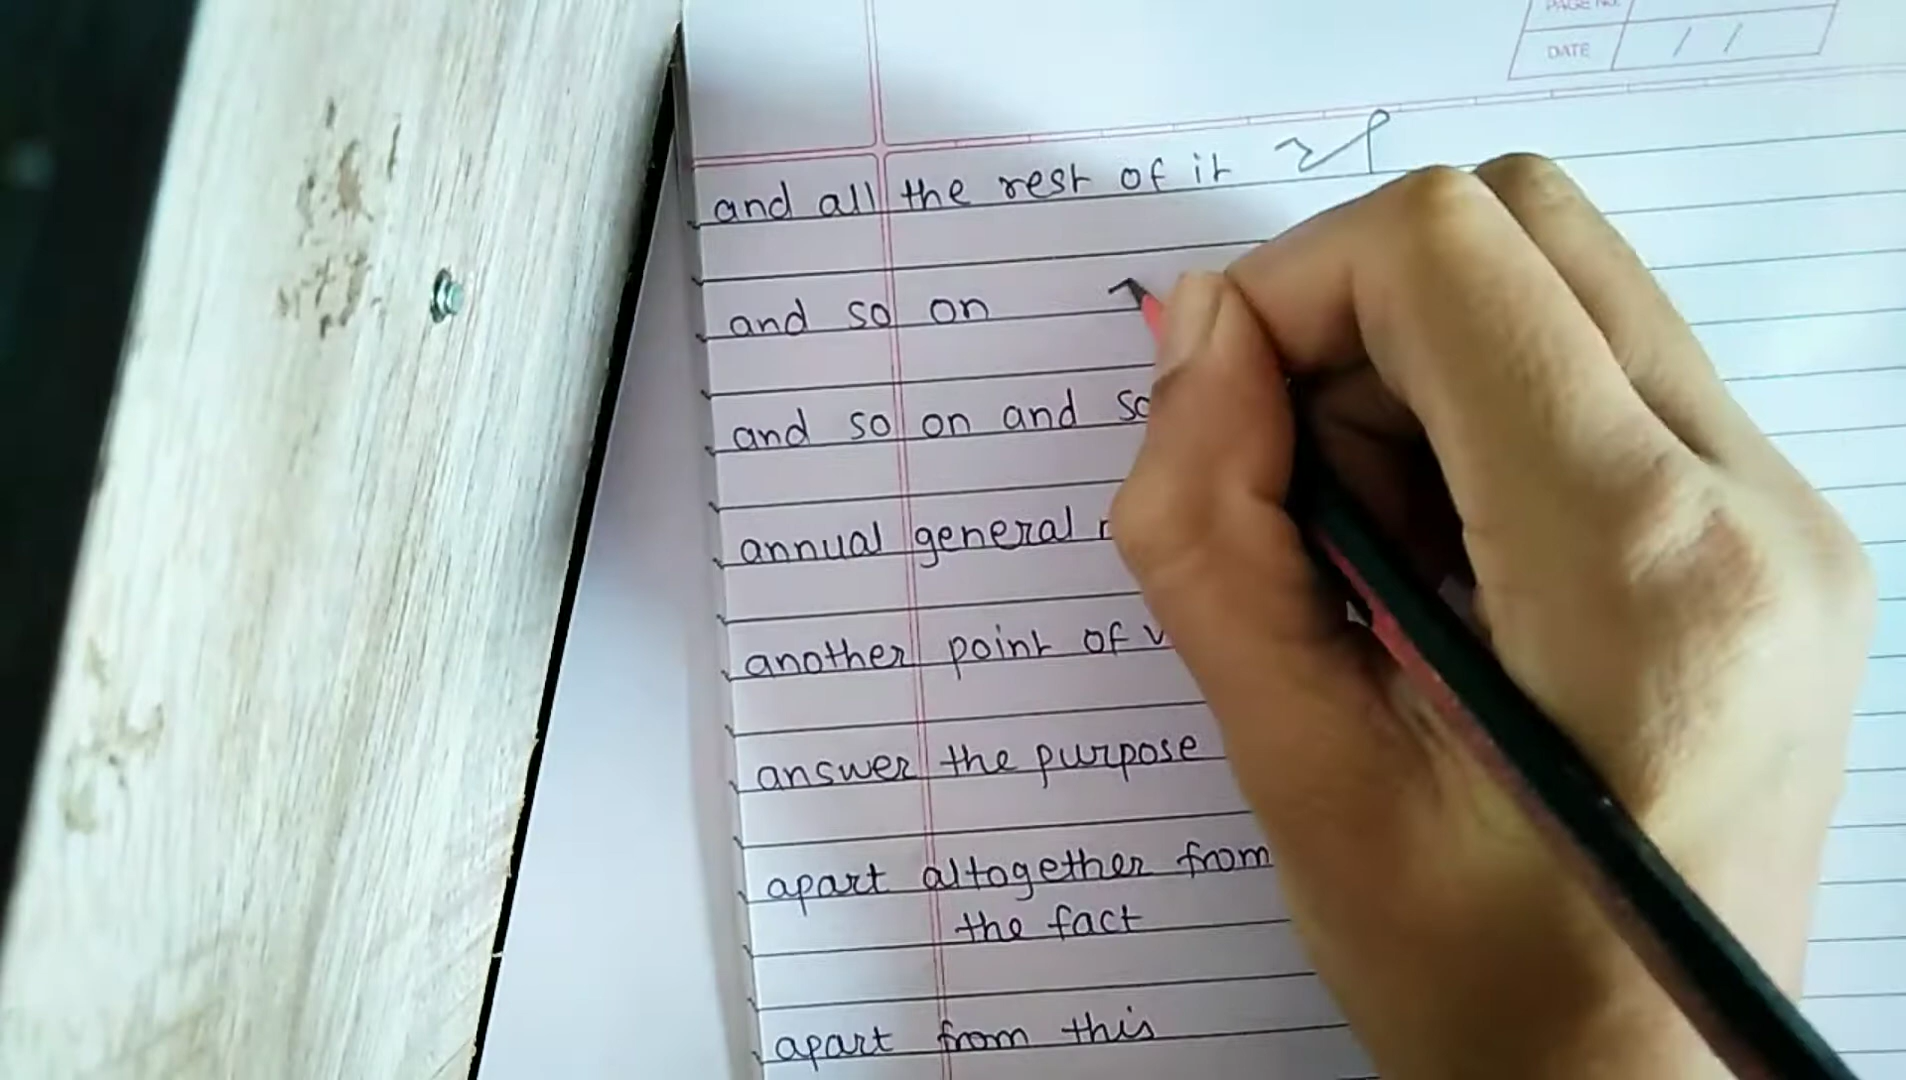 PAGE NO.
DATE / /
and all the rest of it
and so on
and so on and so
annual general
another point of
answer the purpose
apart altogether from
the fact
apart from this